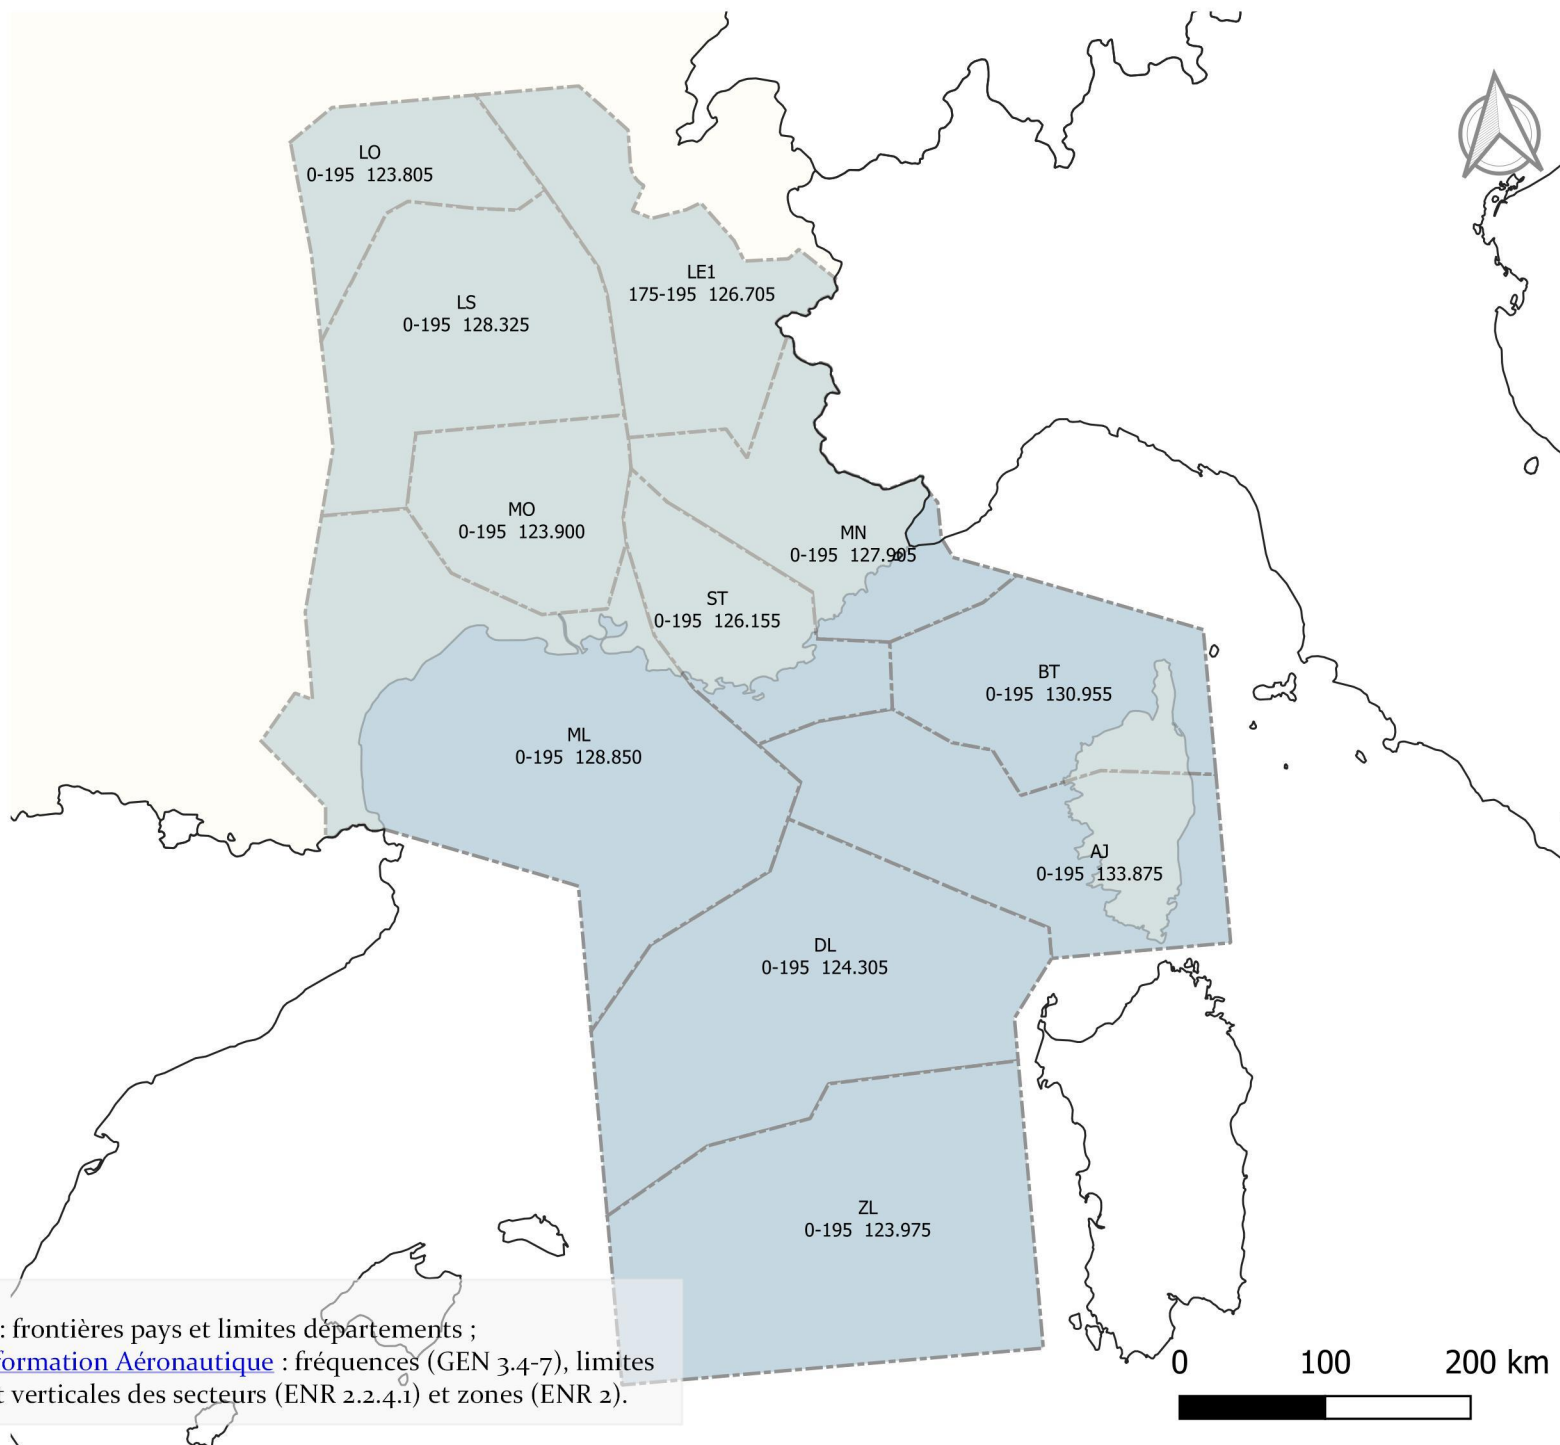 LO
0-195 123.805
LE1
175-195 126.705
LS
0-195 128.325
MO
0-195 123.900
MN
0-195 127.905
ST
0-195 126.155
BT
0-195 130.955
ML
0-195 128.850
AJ
0-195 133.875
DL
0-195 124.305
ZL
0-195 123.975
: frontières pays et limites départements ;
formation Aéronautique : fréquences (GEN 3.4-7), limites
t verticales des secteurs (ENR 2.2.4.1) et zones (ENR 2).
0 100 200 km